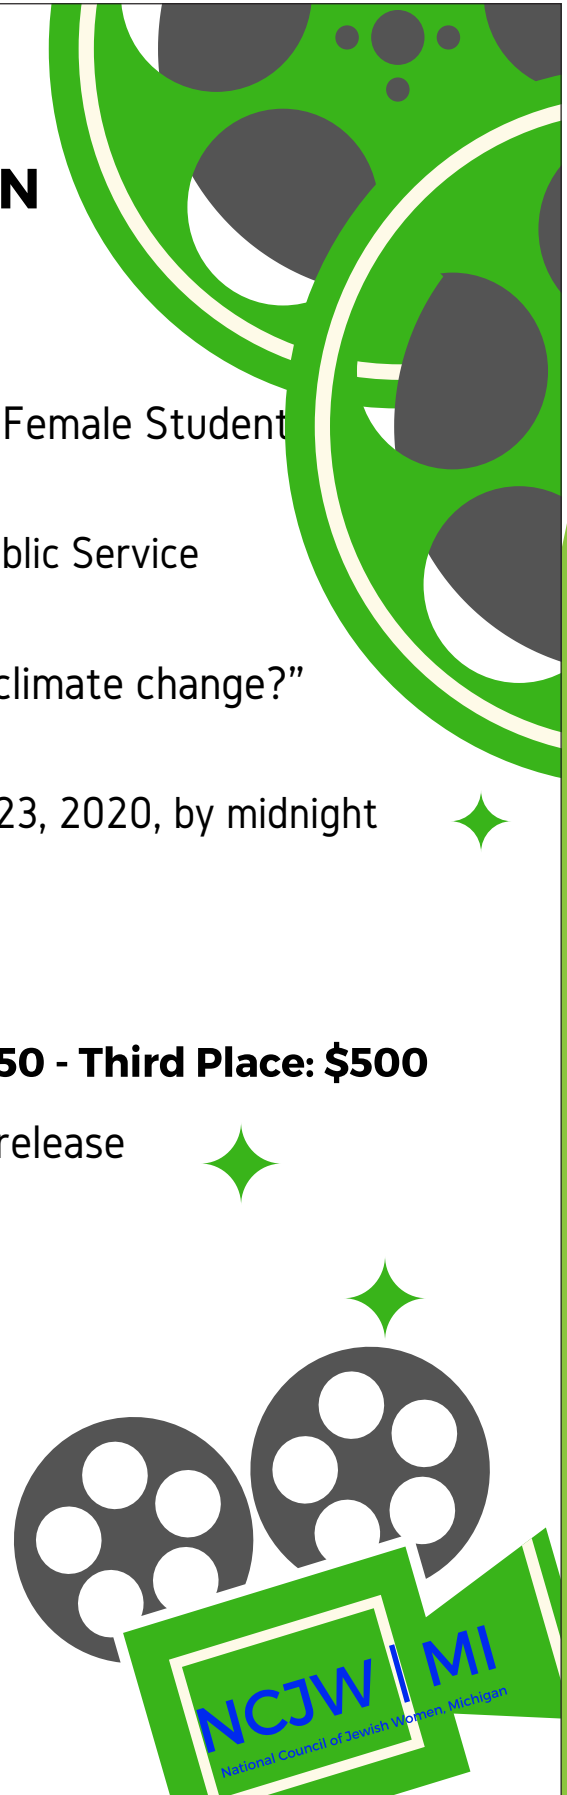 N
Female Student
blic Service
climate change?”
23, 2020, by midnight
50 - Third Place: $500
release
NCJW | MI
National Council of Jewish Women, Michigan